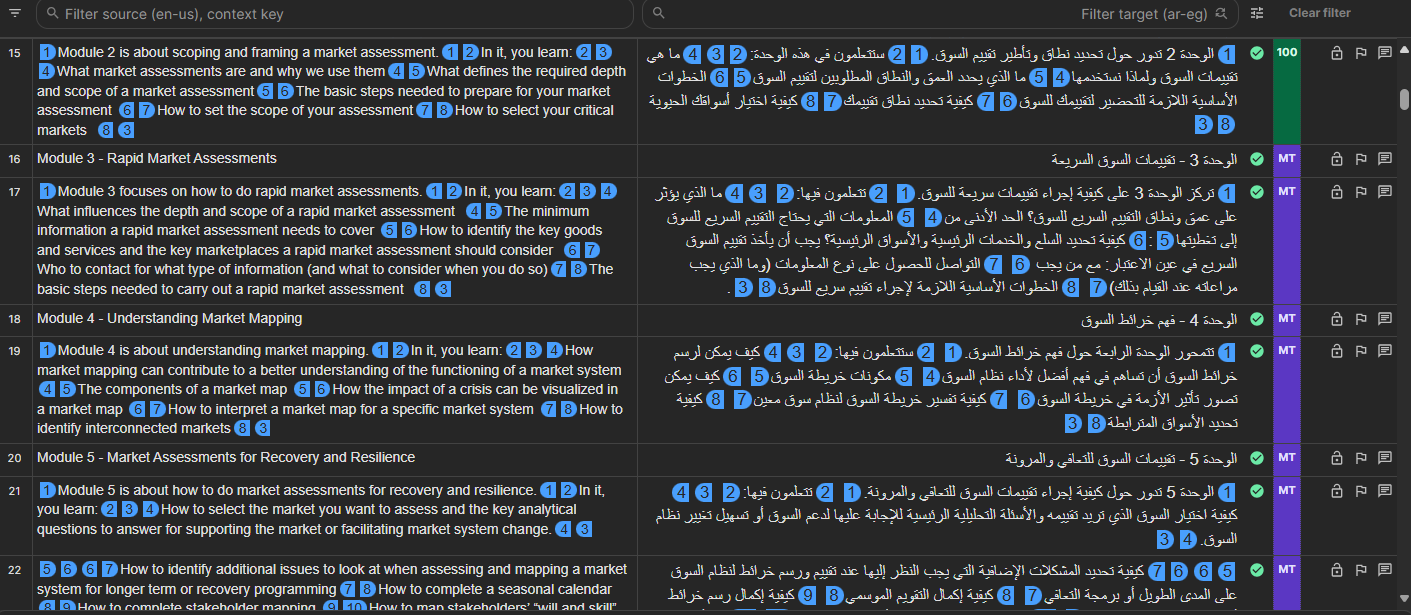 Filter source (en-us), context key
Filter target (ar-eg)
Clear filter
15
1 Module 2 is about scoping and framing a market assessment. 1 2 In it, you learn: 2 3
4 What market assessments are and why we use them 4 5 What defines the required depth
and scope of a market assessment 5 6 The basic steps needed to prepare for your market
assessment 6 7 How to set the scope of your assessment 7 8 How to select your critical
markets 8 3
1 الوحدة 2 تدور حول تحديد نطاق وتأطير تقييم السوق. 1 2 ستتعلمون في هذه الوحدة: 2 3 4 ما هي
تقييمات السوق ولماذا نستخدمها 4 5 ما الذي يحدد العمق والنطاق المطلوبين لتقييم السوق 5 6 الخطوات
الأساسية اللازمة للتحضير لتقييمك للسوق 6 7 كيفية تحديد نطاق تقييمك 7 8 كيفية اختيار أسواقك الحيوية
8 3
100
16
Module 3 - Rapid Market Assessments
الوحدة 3 - تقييمات السوق السريعة
MT
17
1 Module 3 focuses on how to do rapid market assessments. 1 2 In it, you learn: 2 3 4
What influences the depth and scope of a rapid market assessment 4 5 The minimum
information a rapid market assessment needs to cover 5 6 How to identify the key goods
and services and the key marketplaces a rapid market assessment should consider 6 7
Who to contact for what type of information (and what to consider when you do so) 7 8 The
basic steps needed to carry out a rapid market assessment 8 3
1 تركز الوحدة 3 على كيفية إجراء تقييمات سريعة للسوق. 1 2 تتعلمون فيها: 2 3 4 ما الذي يؤثر
على عمق ونطاق التقييم السريع للسوق؟ الحد الأدنى من 4 5 المعلومات التي يحتاج التقييم السريع للسوق
إلى تغطيتها 5 : 6 كيفية تحديد السلع والخدمات الرئيسية والأسواق الرئيسية؟ يجب أن يأخذ تقييم السوق
السريع في عين الاعتبار: مع من يجب 6 7 التواصل للحصول على نوع المعلومات (وما الذي يجب
مراعاته عند القيام بذلك) 7 8 الخطوات الأساسية اللازمة لإجراء تقييم سريع للسوق 8 3 .
MT
18
Module 4 - Understanding Market Mapping
الوحدة 4 - فهم خرائط السوق
MT
19
1 Module 4 is about understanding market mapping. 1 2 In it, you learn: 2 3 4 How
market mapping can contribute to a better understanding of the functioning of a market system
4 5 The components of a market map 5 6 How the impact of a crisis can be visualized in
a market map 6 7 How to interpret a market map for a specific market system 7 8 How to
identify interconnected markets 8 3
1 تتمحور الوحدة الرابعة حول فهم خرائط السوق. 1 2 ستتعلمون فيها: 2 3 4 كيف يمكن لرسم
خرائط السوق أن تساهم في فهم أفضل لأداء نظام السوق 4 5 مكونات خريطة السوق 5 6 كيف يمكن
تصور تأثير الأزمة في خريطة السوق 6 7 كيفية تفسير خريطة السوق لنظام سوق معين 7 8 كيفية
تحديد الأسواق المترابطة 8 3
MT
20
Module 5 - Market Assessments for Recovery and Resilience
الوحدة 5 - تقييمات السوق للتعافي والمرونة
MT
21
1 Module 5 is about how to do market assessments for recovery and resilience. 1 2 In it,
you learn: 2 3 4 How to select the market you want to assess and the key analytical
questions to answer for supporting the market or facilitating market system change. 4 3
1 الوحدة 5 تدور حول كيفية إجراء تقييمات السوق للتعافي والمرونة. 1 2 تتعلمون فيها: 2 3 4
كيفية اختيار السوق الذي تريد تقييمه والأسئلة التحليلية الرئيسية للإجابة عليها لدعم السوق أو تسهيل تغيير نظام
السوق. 4 3
MT
22
5 6 6 7 How to identify additional issues to look at when assessing and mapping a market
system for longer term or recovery programming 7 8 How to complete a seasonal calendar
8 9 How to complete stakeholder mapping 9 10 How to map stakeholders' "will and skill"
5 6 6 7 كيفية تحديد المشكلات الإضافية التي يجب النظر إليها عند تقييم ورسم خرائط لنظام السوق
على المدى الطويل أو برمجة التعافي 7 8 كيفية إكمال التقويم الموسمي 8 9 كيفية إكمال رسم خرائط
MT